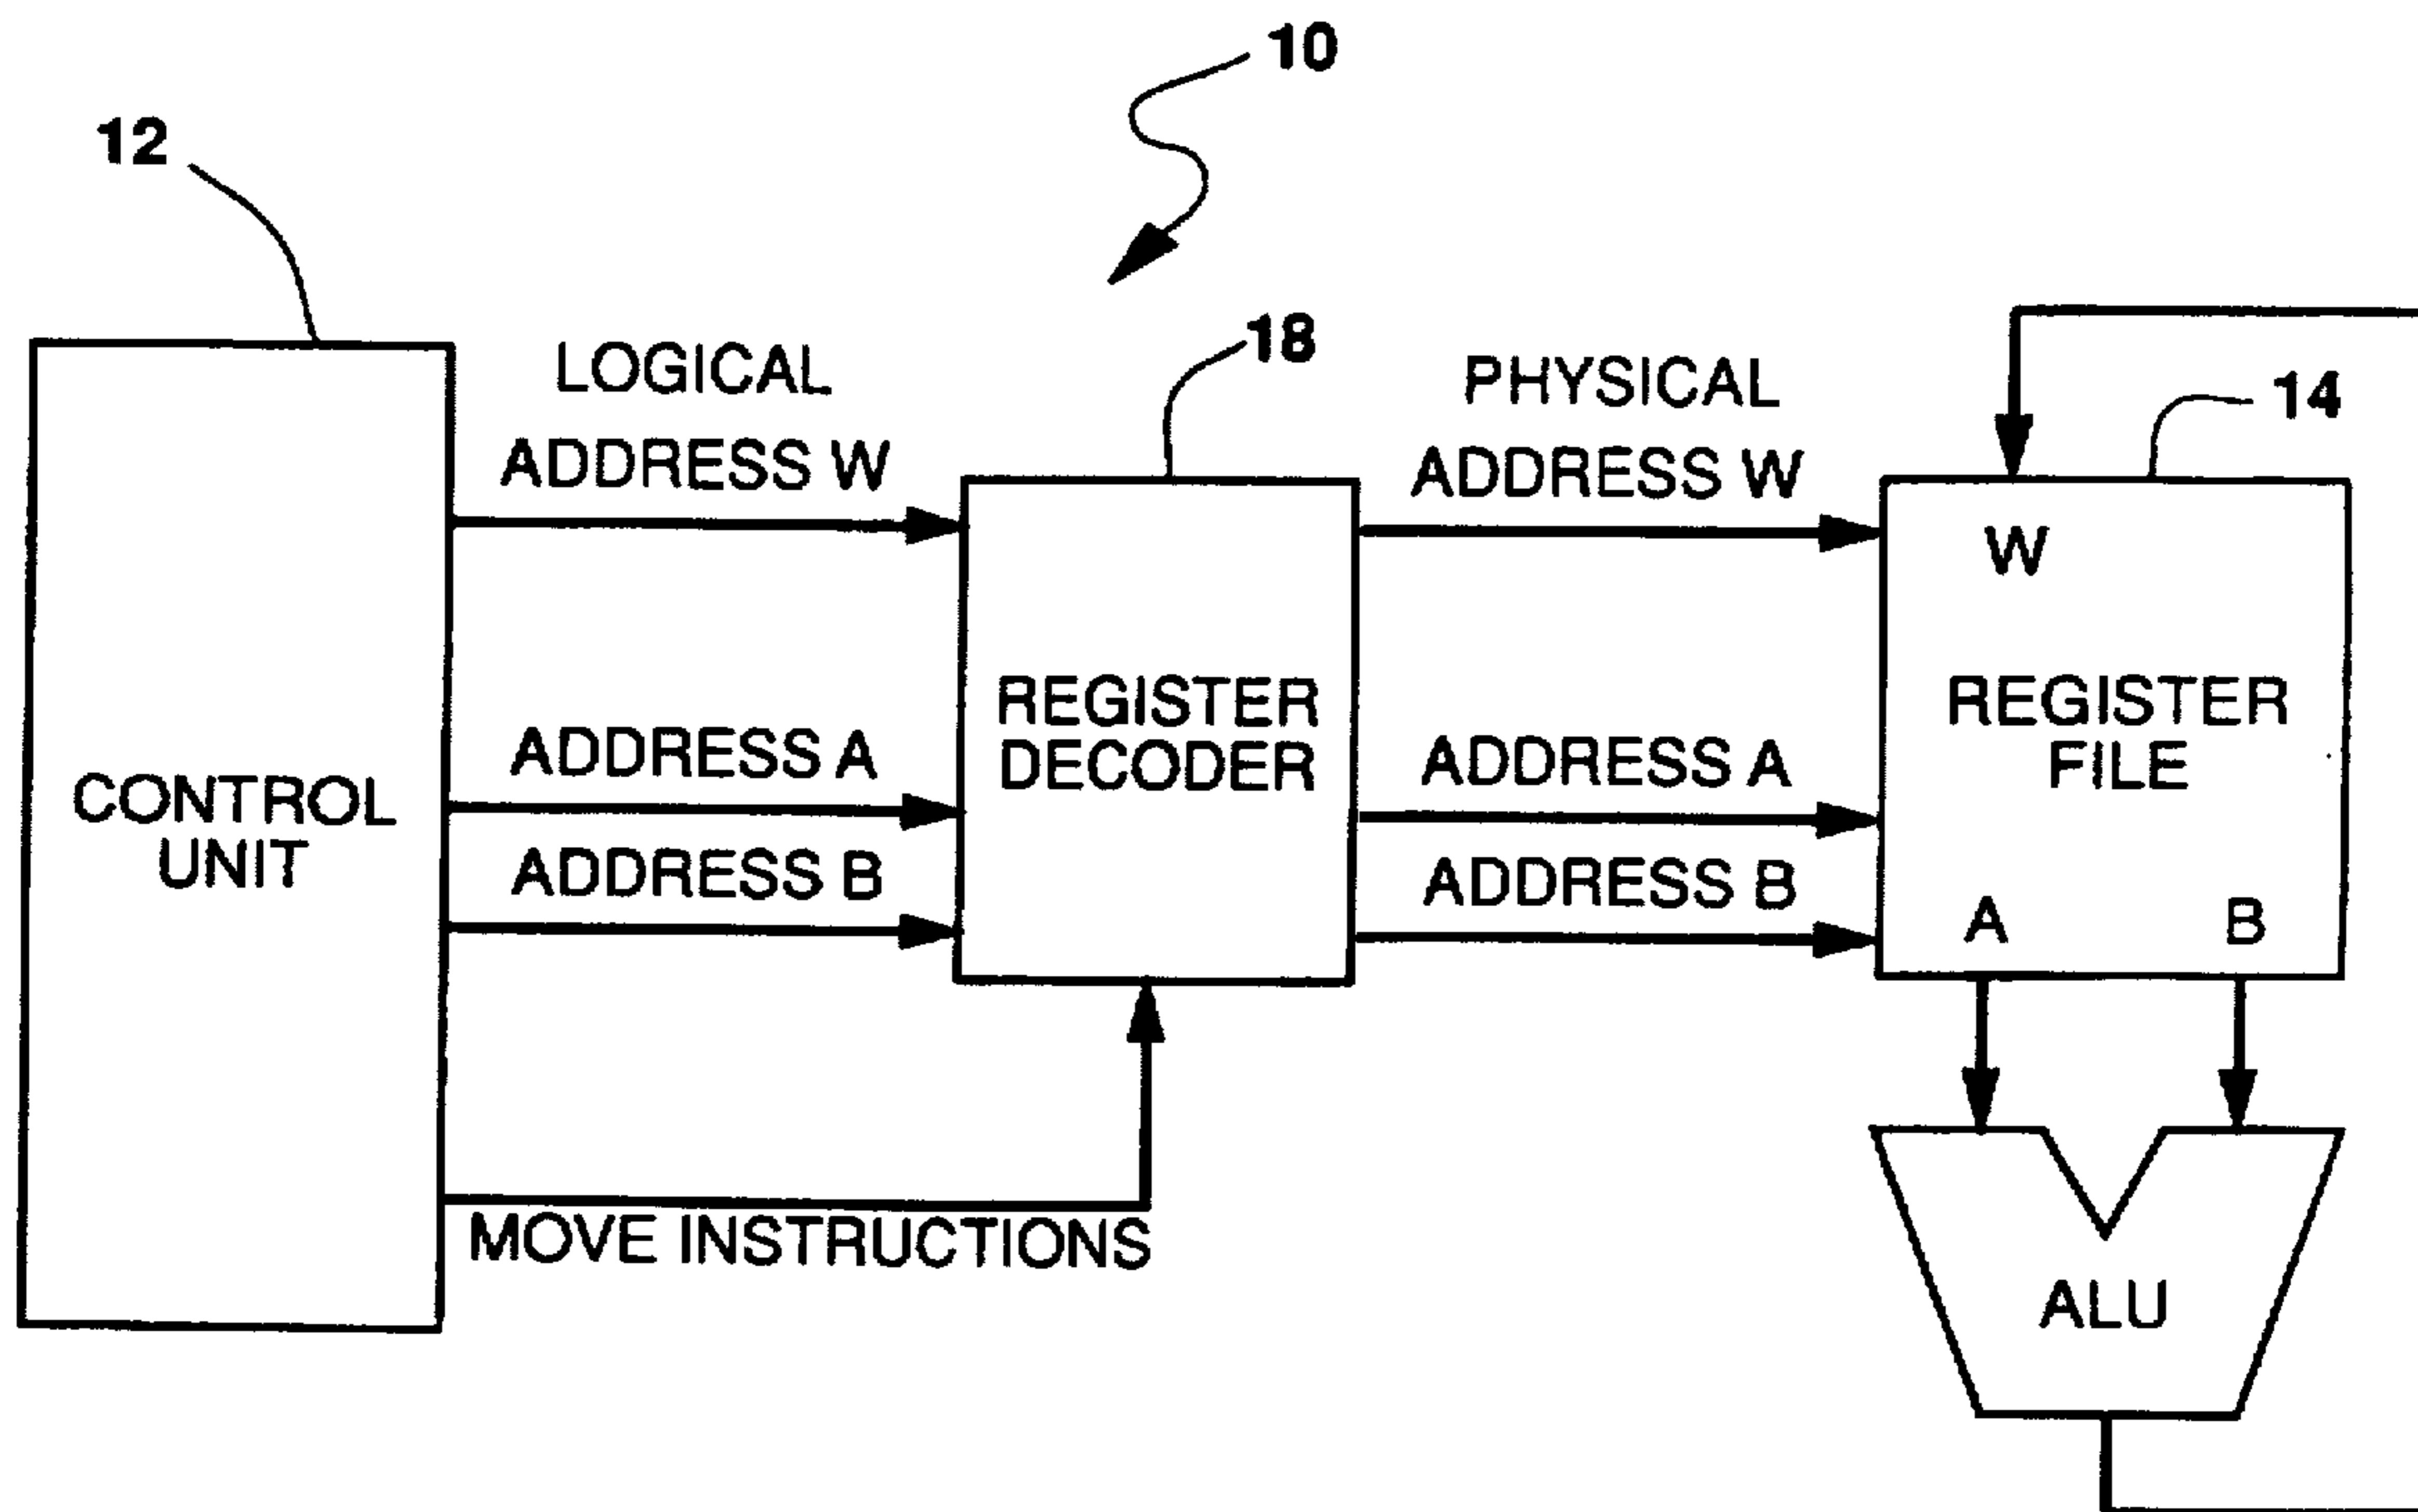 10
12
LOGICAL
ADDRESS W
18
PHYSICAL
ADDRESS W
14
W
REGISTER
DECODER
REGISTER
FILE
ADDRESS A
ADDRESS A
CONTROL
UNIT
ADDRESS B
ADDRESS B
A
B
MOVE INSTRUCTIONS
ALU